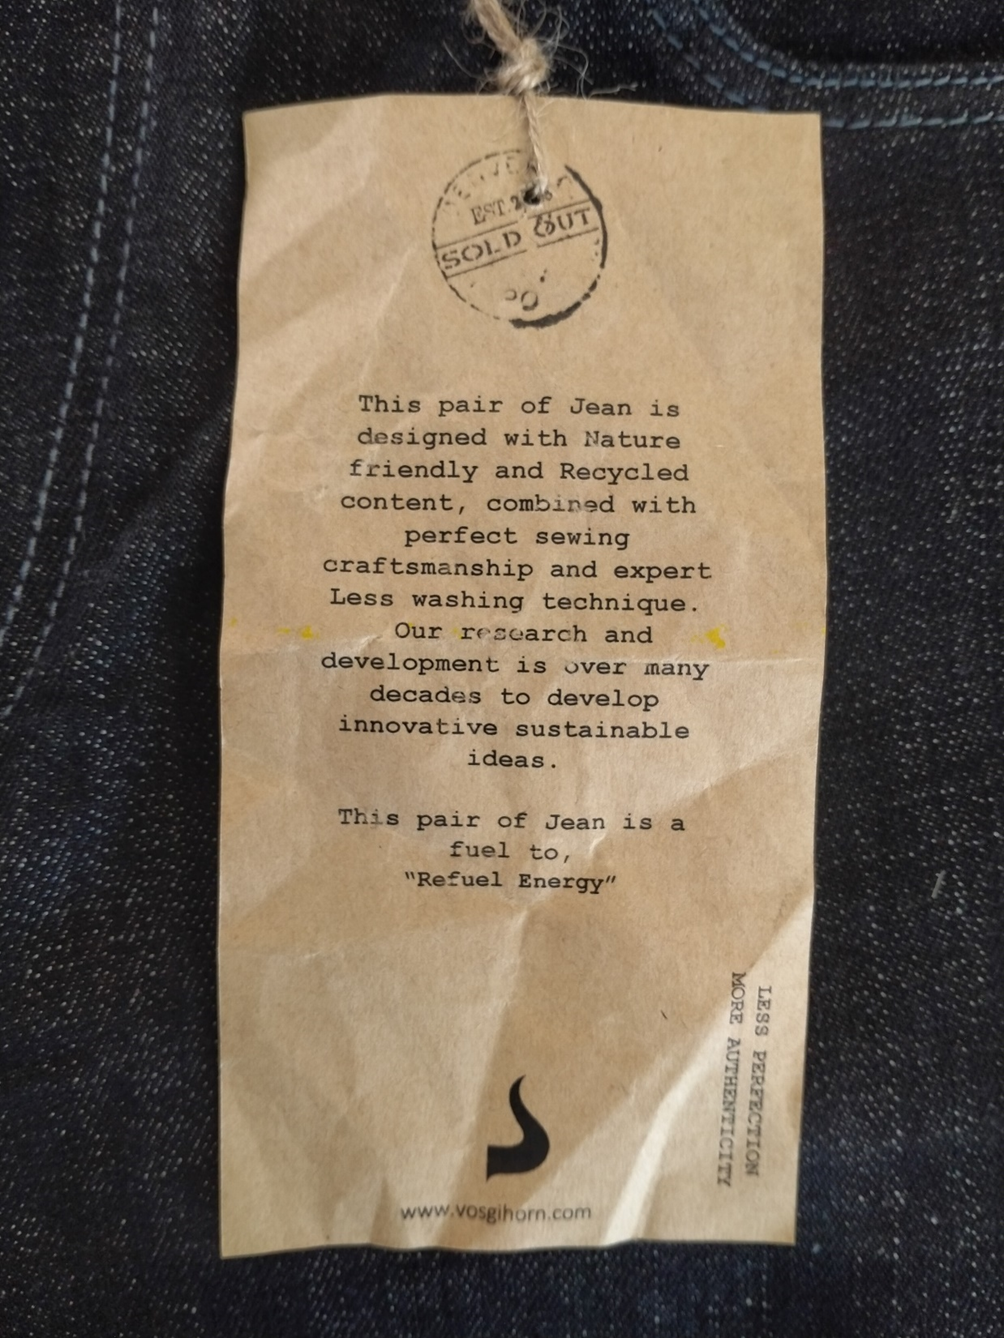 EST.
SOLD OUT
Co
This pair of Jean is
designed with Nature
friendly and Recycled
content, combined with
perfect sewing
craftsmanship and expert
Less washing technique.
Our research and
development is over many
decades to develop
innovative sustainable
ideas.
This pair of Jean is a
fuel to,
"Refuel Energy"
LESS PERFECTION
MORE AUTHENTICITY
www.vosgihorn.com